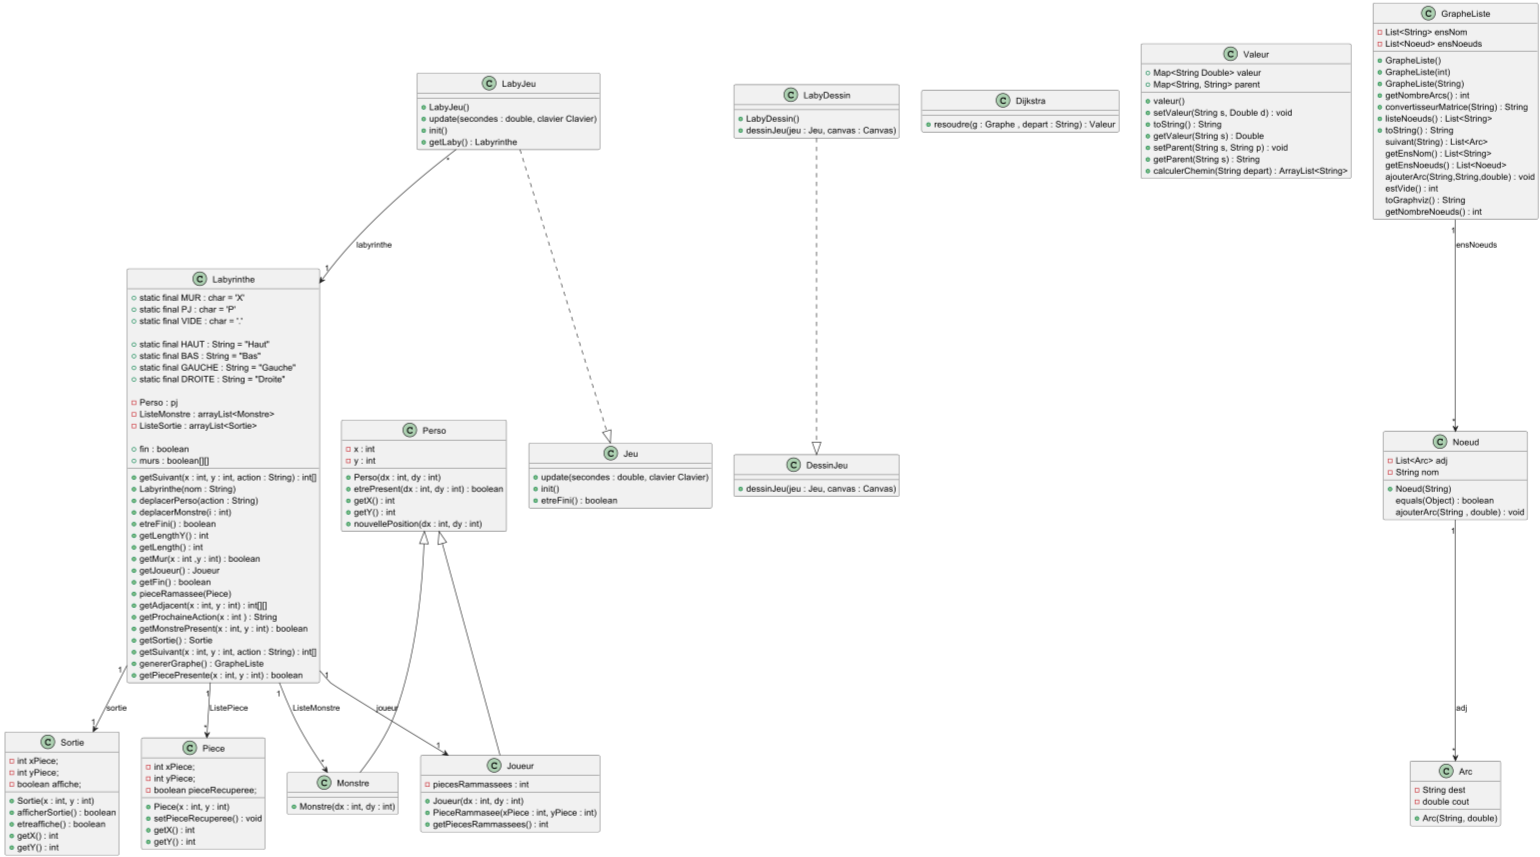 LabyJeu
LabyJeu()
update(secondes : double, clavier Clavier)
init()
getLaby() : Labyrinthe
LabyDessin
LabyDessin()
dessinJeu(jeu : Jeu, canvas : Canvas)
Dijkstra
resoudre(g : Graphe , depart : String) : Valeur
Valeur
Map<String Double> valeur
Map<String, String> parent
valeur()
setValeur(String s, Double d) : void
toString() : String
getValeur(String s) : Double
setParent(String s, String p) : void
getParent(String s) : String
calculerChemin(String depart) : ArrayList<String>
GrapheListe
List<String> ensNom
List<Noeud> ensNoeuds
GrapheListe()
GrapheListe(int)
GrapheListe(String)
getNombreArcs() : int
convertisseurMatrice(String) : String
listeNoeuds() : List<String>
toString() : String
suivant(String) : List<Arc>
getEnsNom() : List<String>
getEnsNoeuds() : List<Noeud>
ajouterArc(String,String,double) : void
estVide() : int
toGraphviz() : String
getNombreNoeuds() : int
*
labyrinthe
1
1
ensNoeuds
*
Labyrinthe
static final MUR : char = 'X'
static final PJ : char = 'P'
static final VIDE : char = '.'
static final HAUT : String = "Haut"
static final BAS : String = "Bas"
static final GAUCHE : String = "Gauche"
static final DROITE : String = "Droite"
Perso : pj
ListeMonstre : arrayList<Monstre>
ListeSortie : arrayList<Sortie>
fin : boolean
murs : boolean[][]
getSuivant(x : int, y : int, action : String) : int[]
Labyrinthe(nom : String)
deplacerPerso(action : String)
deplacerMonstre(i : int)
etreFini() : boolean
getLengthY() : int
getLength() : int
getMur(x : int ,y : int) : boolean
getJoueur() : Joueur
getFin() : boolean
pieceRamassee(Piece)
getAdjacent(x : int, y : int) : int[][]
getProchaineAction(x : int ) : String
getMonstrePresent(x : int, y : int) : boolean
getSortie() : Sortie
getSuivant(x : int, y : int, action : String) : int[]
genererGraphe() : GrapheListe
getPiecePresente(x : int, y : int) : boolean
Perso
x : int
y : int
Perso(dx : int, dy : int)
etrePresent(dx : int, dy : int) : boolean
getX() : int
getY() : int
nouvellePosition(dx : int, dy : int)
Jeu
update(secondes : double, clavier Clavier)
init()
etreFini() : boolean
DessinJeu
dessinJeu(jeu : Jeu, canvas : Canvas)
Noeud
List<Arc> adj
String nom
Noeud(String)
equals(Object) : boolean
ajouterArc(String , double) : void
1
adj
*
1
sortie
1
1
ListePiece
*
1
ListeMonstre
*
1
joueur
1
Sortie
int xPiece;
int yPiece;
boolean affiche;
Sortie(x : int, y : int)
afficherSortie() : boolean
etreaffiche() : boolean
getX() : int
getY() : int
Piece
int xPiece;
int yPiece;
boolean pieceRecuperee;
Piece(x : int, y : int)
setPieceRecuperee() : void
getX() : int
getY() : int
Monstre
Monstre(dx : int, dy : int)
Joueur
piecesRammassees : int
Joueur(dx : int, dy : int)
PieceRamasee(xPiece : int, yPiece : int)
getPiecesRammassees() : int
Arc
String dest
double cout
Arc(String, double)